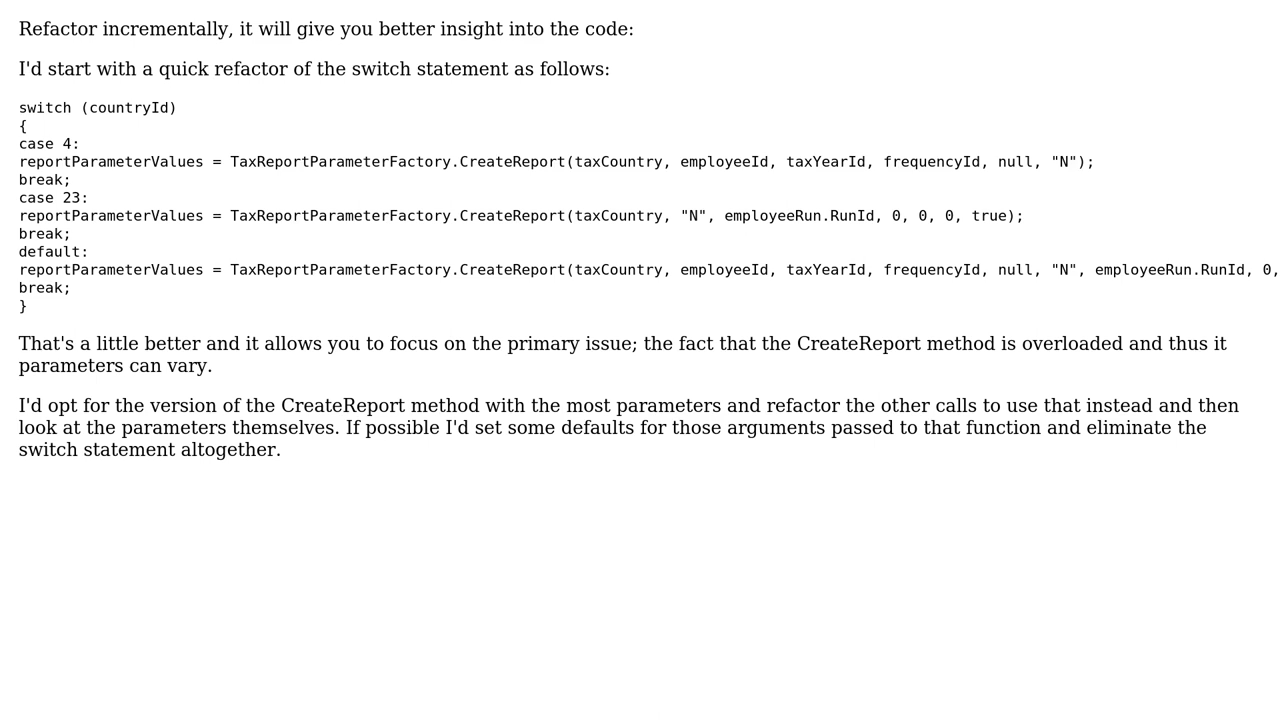 Refactor incrementally, it will give you better insight into the code:
I'd start with a quick refactor of the switch statement as follows:
switch (countryId)
{
case 4:
reportParameterValues = TaxReportParameterFactory.CreateReport(taxCountry, employeeId, taxYearId, frequencyId, null, "N");
break;
case 23:
reportParameterValues = TaxReportParameterFactory.CreateReport(taxCountry, "N", employeeRun.RunId, 0, 0, 0, true);
break;
default:
reportParameterValues = TaxReportParameterFactory.CreateReport(taxCountry, employeeId, taxYearId, frequencyId, null, "N", employeeRun.RunId, 0,
break;
}
That's a little better and it allows you to focus on the primary issue; the fact that the CreateReport method is overloaded and thus it
parameters can vary.
I'd opt for the version of the CreateReport method with the most parameters and refactor the other calls to use that instead and then
look at the parameters themselves. If possible I'd set some defaults for those arguments passed to that function and eliminate the
switch statement altogether.